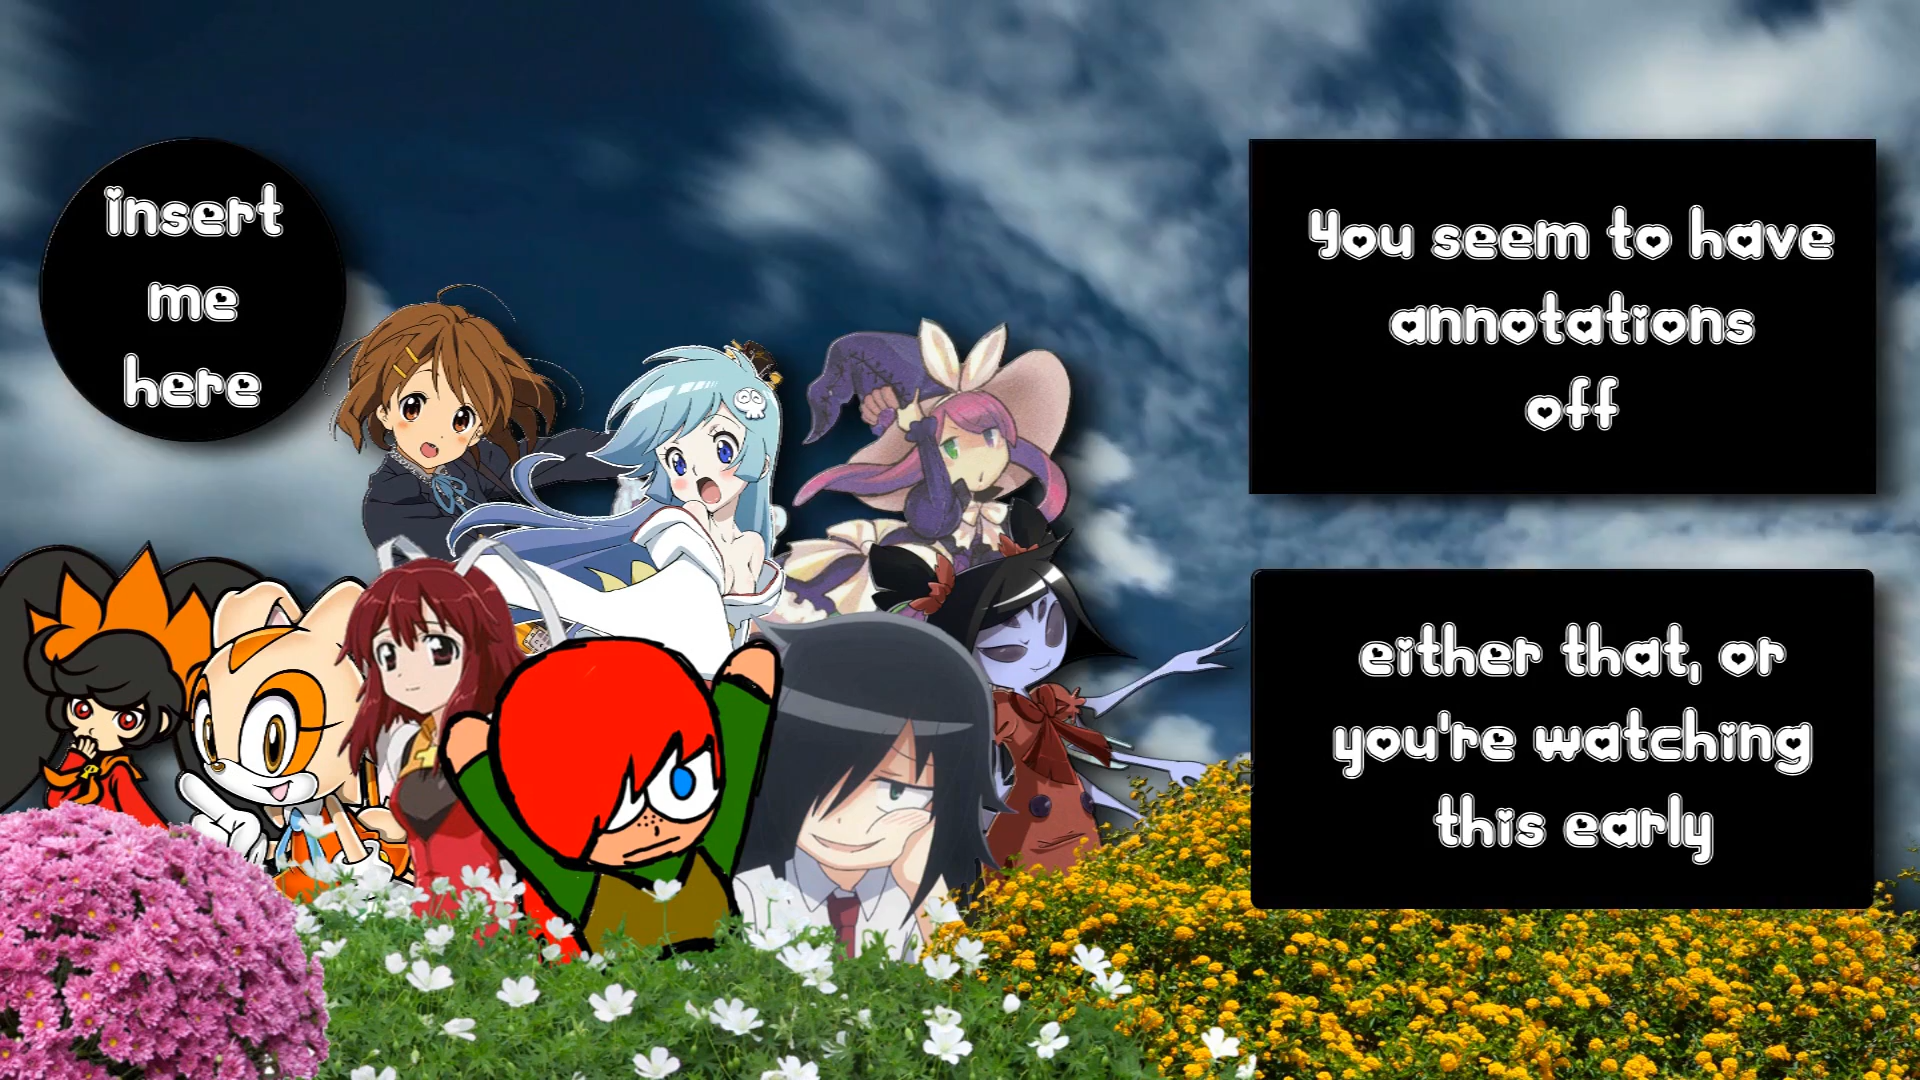 insert
me
here
You seem to have
annotations
off
either that, or
you're watching
this early